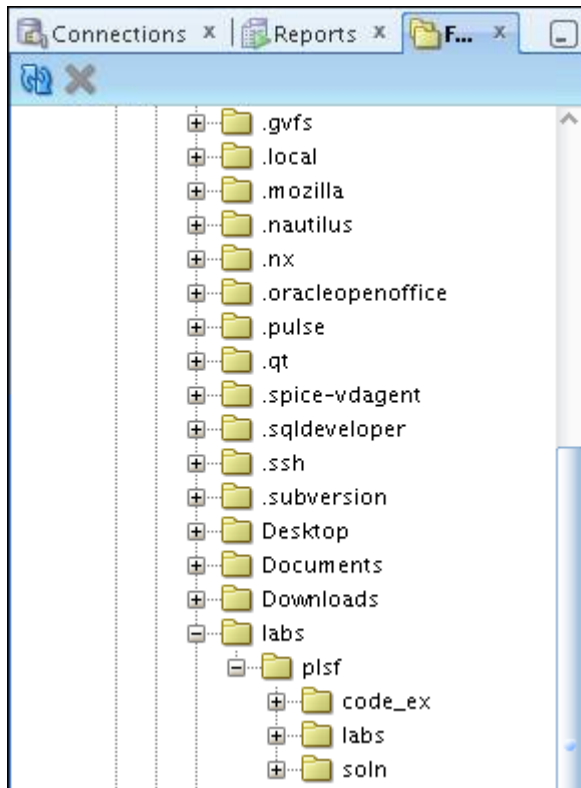 Connections x Reports x F... x
.gvfs
.local
.mozilla
.nautilus
.nx
.oracleopenoffice
.pulse
.qt
.spice-vdagent
.sqldeveloper
.ssh
.subversion
Desktop
Documents
Downloads
labs
plsf
code_ex
labs
soln